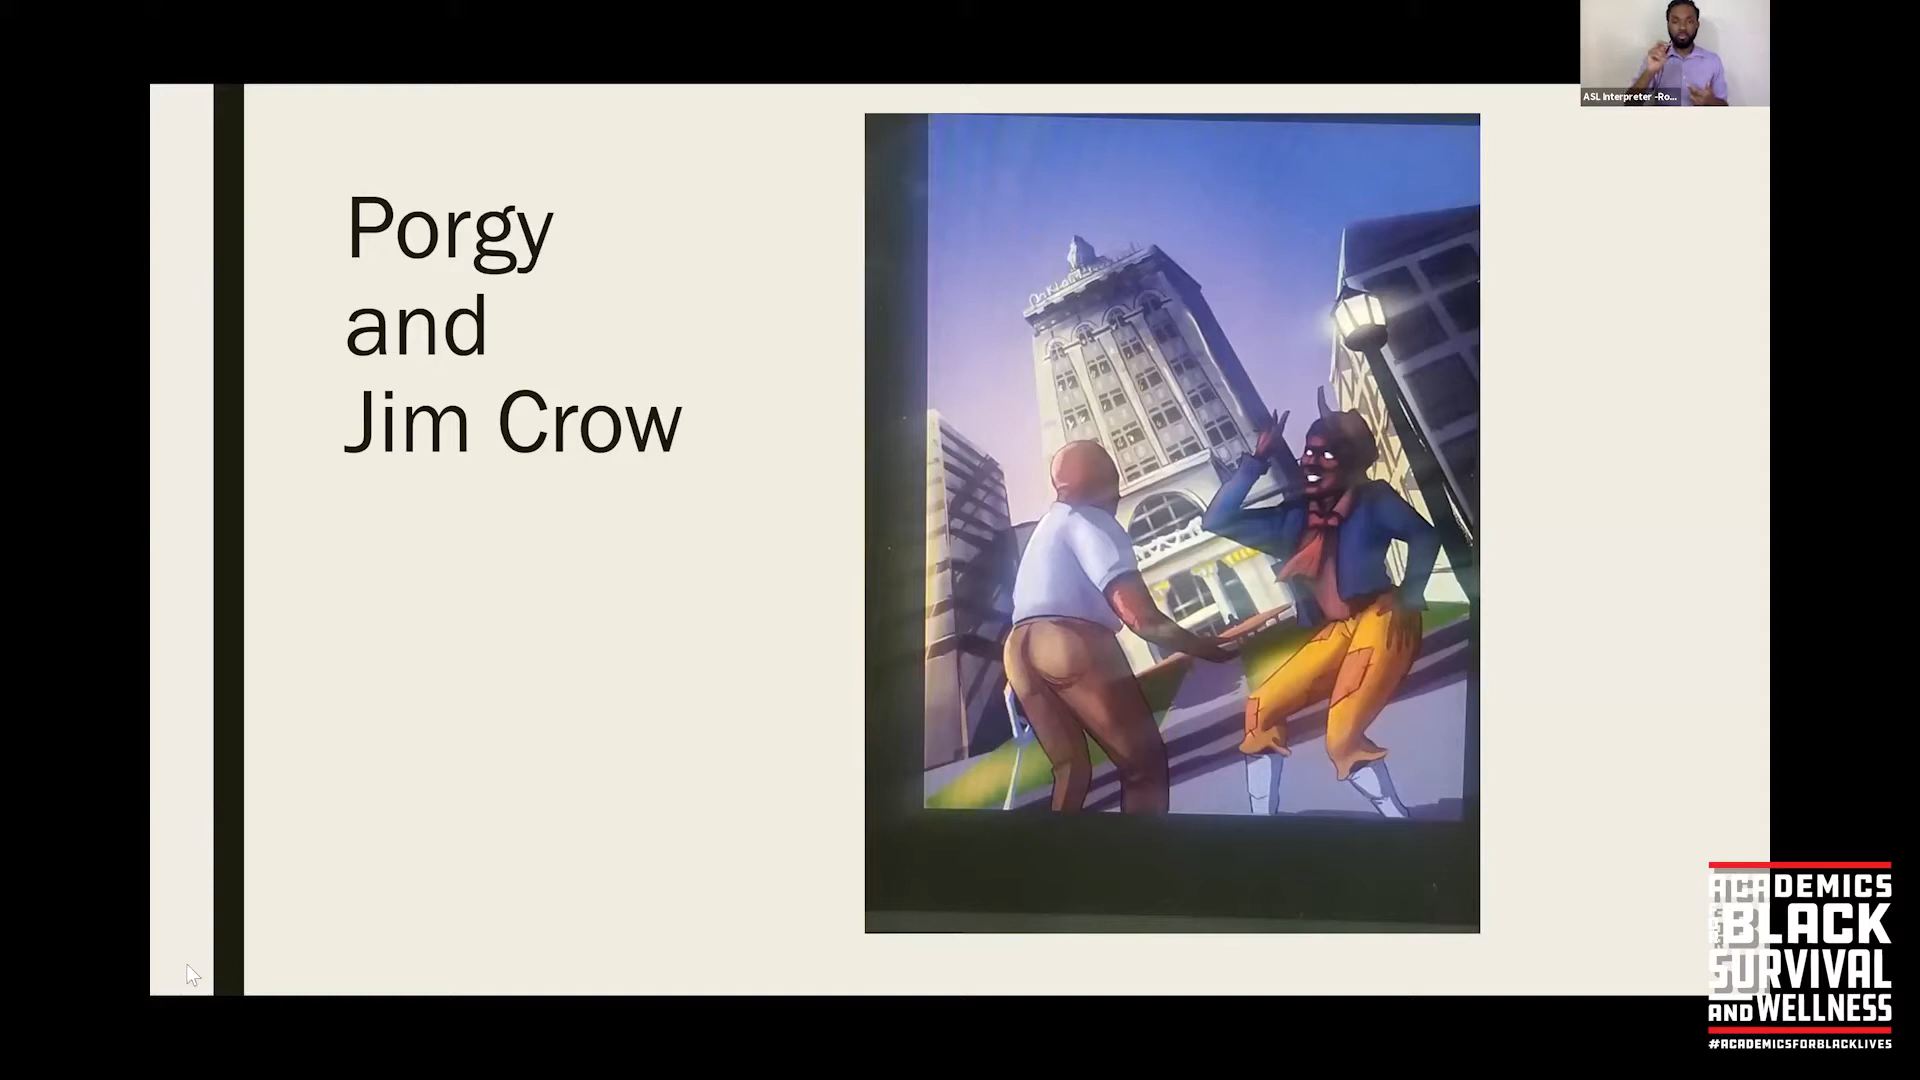 ASL Interpreter -Ro...
Porgy
and
Jim Crow
ACADEMICS
BLACK
SURVIVAL
AND WELLNESS
#ACADEMICSFORBLACKLIVES